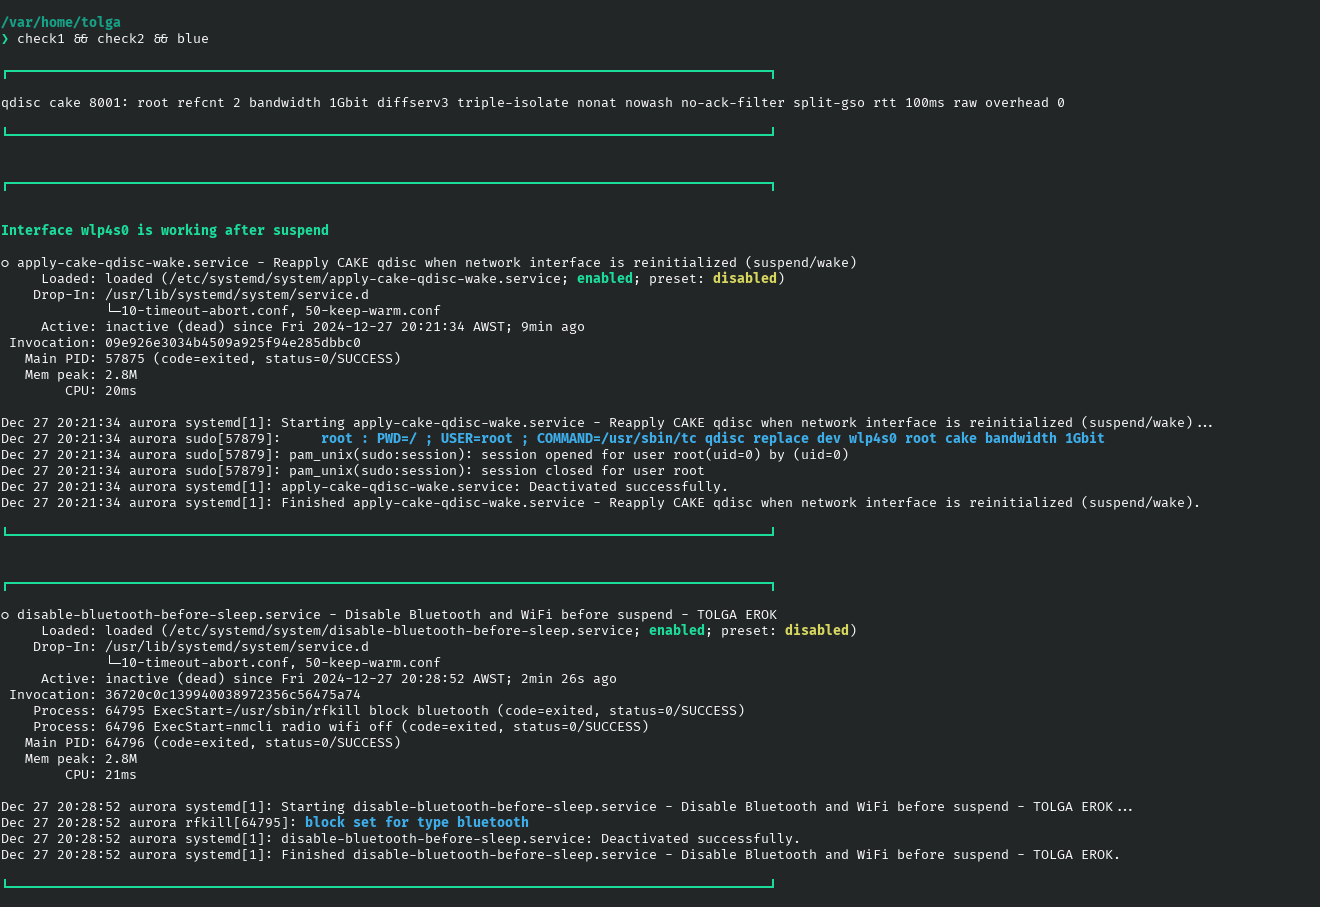 /var/home/tolga
❯ check1 && check2 && blue
qdisc cake 8001: root refcnt 2 bandwidth 1Gbit diffserv3 triple-isolate nonat nowash no-ack-filter split-gso rtt 100ms raw overhead 0
Interface wlp4s0 is working after suspend
○ apply-cake-qdisc-wake.service - Reapply CAKE qdisc when network interface is reinitialized (suspend/wake)
     Loaded: loaded (/etc/systemd/system/apply-cake-qdisc-wake.service; enabled; preset: disabled)
    Drop-In: /usr/lib/systemd/system/service.d
             └─10-timeout-abort.conf, 50-keep-warm.conf
     Active: inactive (dead) since Fri 2024-12-27 20:21:34 AWST; 9min ago
 Invocation: 09e926e3034b4509a925f94e285dbbc0
   Main PID: 57875 (code=exited, status=0/SUCCESS)
   Mem peak: 2.8M
        CPU: 20ms
Dec 27 20:21:34 aurora systemd[1]: Starting apply-cake-qdisc-wake.service - Reapply CAKE qdisc when network interface is reinitialized (suspend/wake)...
Dec 27 20:21:34 aurora sudo[57879]:     root : PWD=/ ; USER=root ; COMMAND=/usr/sbin/tc qdisc replace dev wlp4s0 root cake bandwidth 1Gbit
Dec 27 20:21:34 aurora sudo[57879]: pam_unix(sudo:session): session opened for user root(uid=0) by (uid=0)
Dec 27 20:21:34 aurora sudo[57879]: pam_unix(sudo:session): session closed for user root
Dec 27 20:21:34 aurora systemd[1]: apply-cake-qdisc-wake.service: Deactivated successfully.
Dec 27 20:21:34 aurora systemd[1]: Finished apply-cake-qdisc-wake.service - Reapply CAKE qdisc when network interface is reinitialized (suspend/wake).
○ disable-bluetooth-before-sleep.service - Disable Bluetooth and WiFi before suspend - TOLGA EROK
     Loaded: loaded (/etc/systemd/system/disable-bluetooth-before-sleep.service; enabled; preset: disabled)
    Drop-In: /usr/lib/systemd/system/service.d
             └─10-timeout-abort.conf, 50-keep-warm.conf
     Active: inactive (dead) since Fri 2024-12-27 20:28:52 AWST; 2min 26s ago
 Invocation: 36720c0c139940038972356c56475a74
    Process: 64795 ExecStart=/usr/sbin/rfkill block bluetooth (code=exited, status=0/SUCCESS)
    Process: 64796 ExecStart=nmcli radio wifi off (code=exited, status=0/SUCCESS)
   Main PID: 64796 (code=exited, status=0/SUCCESS)
   Mem peak: 2.8M
        CPU: 21ms
Dec 27 20:28:52 aurora systemd[1]: Starting disable-bluetooth-before-sleep.service - Disable Bluetooth and WiFi before suspend - TOLGA EROK...
Dec 27 20:28:52 aurora rfkill[64795]: block set for type bluetooth
Dec 27 20:28:52 aurora systemd[1]: disable-bluetooth-before-sleep.service: Deactivated successfully.
Dec 27 20:28:52 aurora systemd[1]: Finished disable-bluetooth-before-sleep.service - Disable Bluetooth and WiFi before suspend - TOLGA EROK.